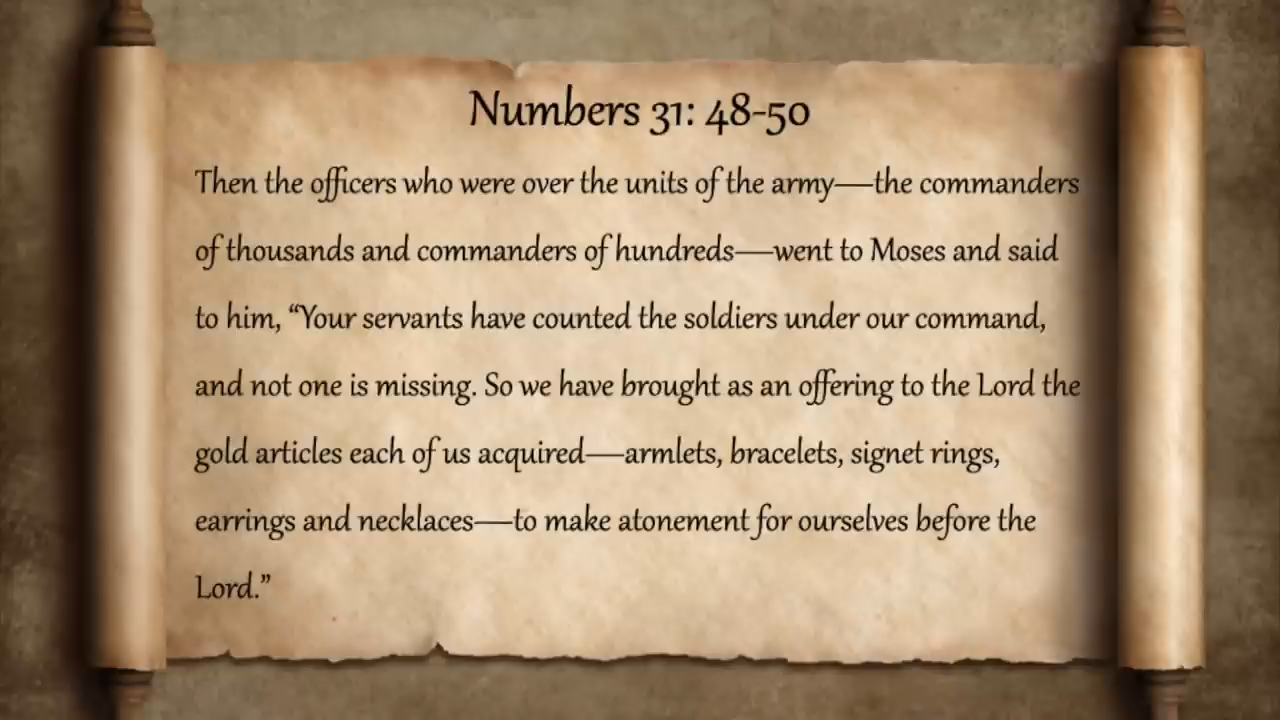 Numbers 31: 48-50
Then the officers who were over the units of the army—the commanders
of thousands and commanders of hundreds—went to Moses and said
to him, “Your servants have counted the soldiers under our command,
and not one is missing. So we have brought as an offering to the Lord the
gold articles each of us acquired—armlets, bracelets, signet rings,
earrings and necklaces—to make atonement for ourselves before the
Lord.”